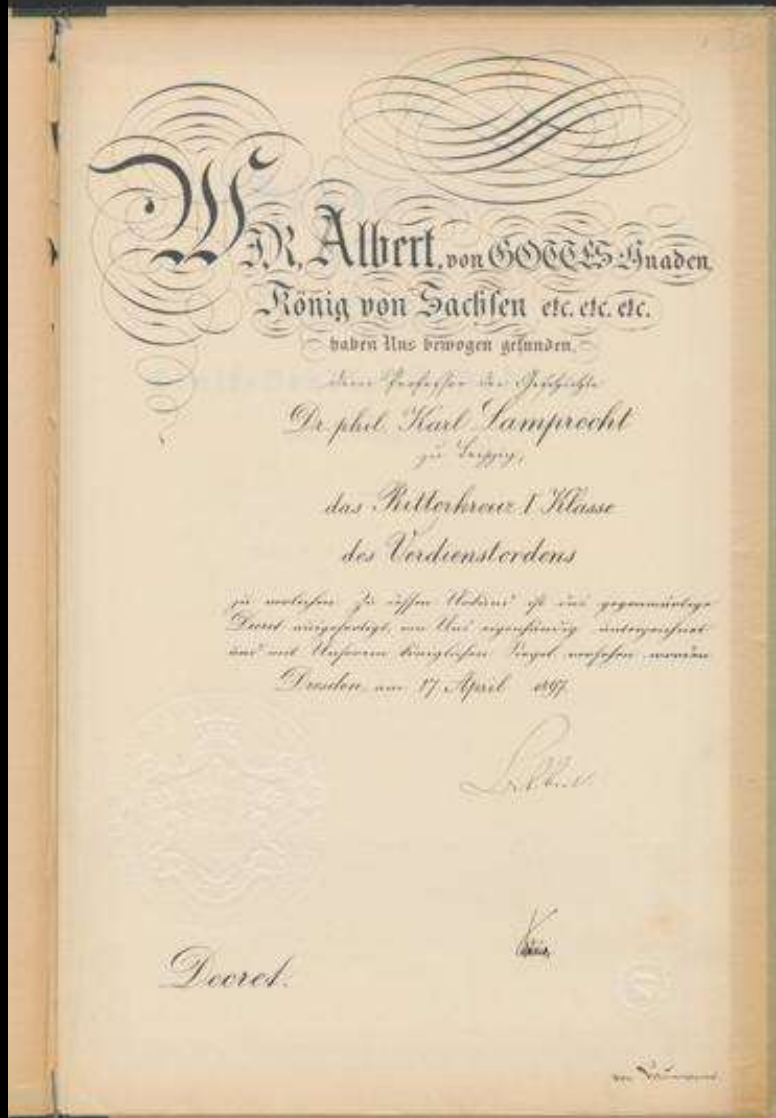 WIR, Albert, von GOTTES Gnaden,
König von Sachsen etc. etc. etc.
haben Uns bewogen gefunden,
dem Professor der Geschichte
Dr. phil. Karl Lamprecht
zu Leipzig,
das Ritterkreuz I Klasse
des Verdienstordens
zu verleihen. Zu dessen Urkund ist das gegenwärtige
Decret ausgefertigt, von Uns eigenhändig unterzeichnet
und mit Unserem Königlichen Siegel versehen worden.
Dresden, am 17. April 1897.
Albert.
Decret.
von